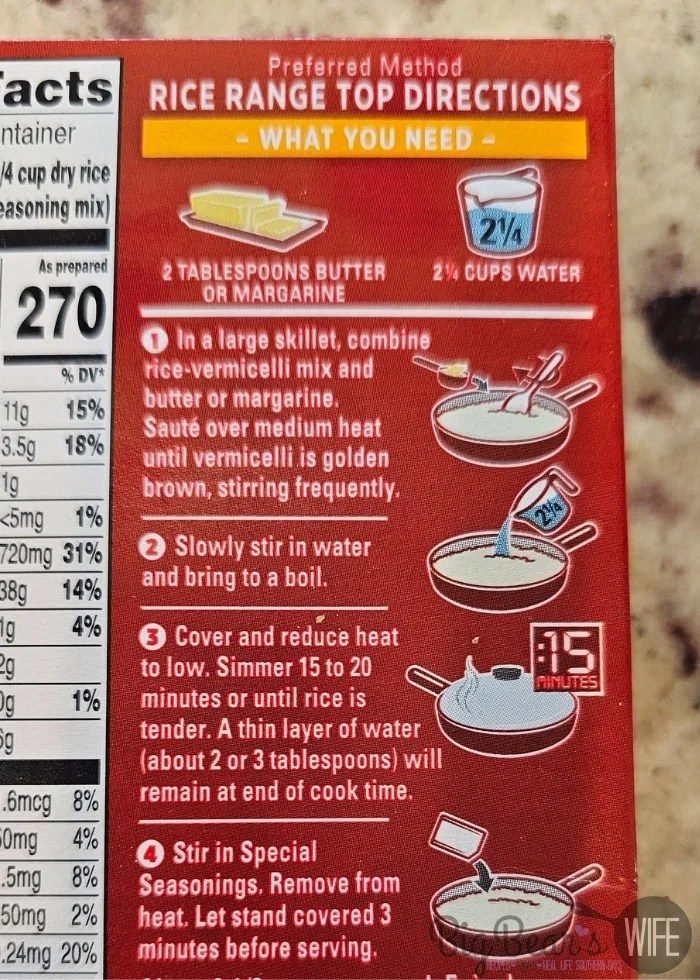 acts
ntainer
/4 cup dry rice
easoning mix)
As prepared
270
% DV*
11g 15%
3.5g 18%
1g
<5mg 1%
720mg 31%
38g 14%
1g 4%
2g
0g 1%
6g
.6mcg 8%
50mg 4%
.5mg 8%
50mg 2%
.24mg 20%
Preferred Method
RICE RANGE TOP DIRECTIONS
- WHAT YOU NEED -
2¼
2 TABLESPOONS BUTTER
OR MARGARINE
2¼ CUPS WATER
1 In a large skillet, combine
rice-vermicelli mix and
butter or margarine.
Sauté over medium heat
until vermicelli is golden
brown, stirring frequently.
2¼
2 Slowly stir in water
and bring to a boil.
3 Cover and reduce heat
to low. Simmer 15 to 20
minutes or until rice is
tender. A thin layer of water
(about 2 or 3 tablespoons) will
remain at end of cook time.
:15
MINUTES
4 Stir in Special
Seasonings. Remove from
heat. Let stand covered 3
minutes before serving.
Big Bear's WIFE